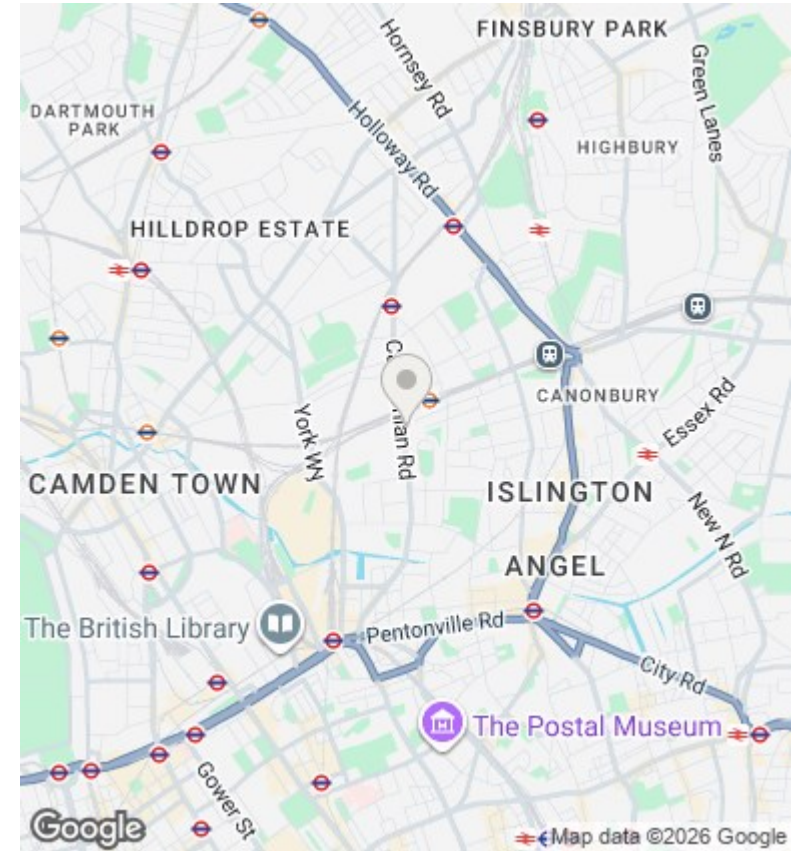 FINSBURY PARK
Hornsey Rd
Green Lanes
DARTMOUTH
PARK
Holloway Rd
HIGHBURY
HILLDROP ESTATE
CANONBURY
York Wy
Essex Rd
CAMDEN TOWN
ISLINGTON
New N Rd
ANGEL
The British Library
Pentonville Rd
City Rd
The Postal Museum
Gower St
Google
Map data ©2026 Google